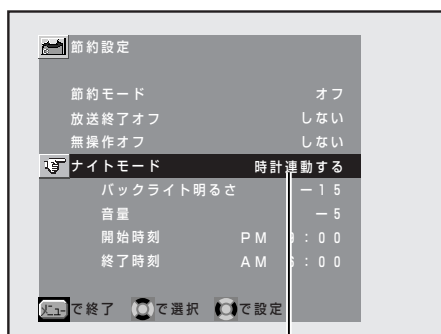 節約設定
節約モード オフ
放送終了オフ しない
無操作オフ しない
ナイトモード 時計連動する
バックライト明るさ −15
音量 −5
開始時刻 PM :00
終了時刻 AM :00
メニューで終了 で選択 で設定